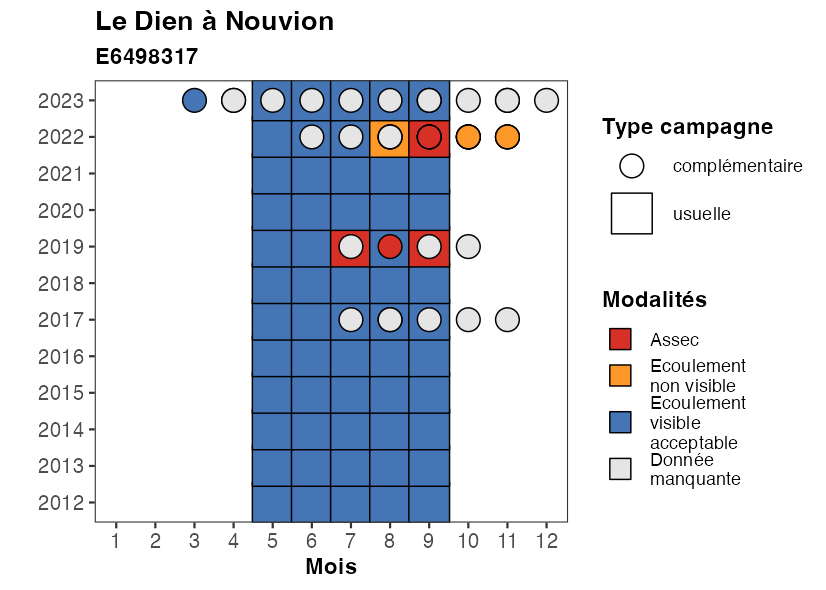 Le Dien à Nouvion
E6498317
2023
2022
2021
2020
2019
2018
2017
2016
2015
2014
2013
2012
1 2 3 4 5 6 7 8 9 10 11 12
Mois
Type campagne
complémentaire
usuelle
Modalités
Assec
Ecoulement
non visible
Ecoulement
visible
acceptable
Donnée
manquante